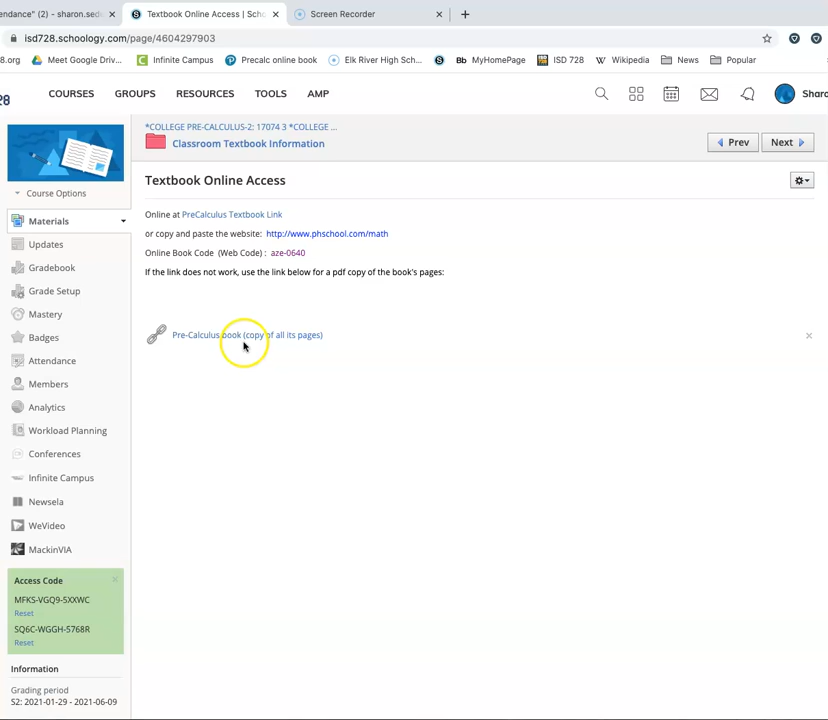 endance" (2) - sharon.sed
Textbook Online Access | Scho
Screen Recorder
isd728.schoology.com/page/4604297903
8.org
Meet Google Driv...
Infinite Campus
Precalc online book
Elk River High Sc...
MyHomePage
ISD 728
Wikipedia
News
Popular
28
COURSES
GROUPS
RESOURCES
TOOLS
AMP
Sharo
*COLLEGE PRE-CALCULUS-2: 17074 3 *COLLEGE ...
Classroom Textbook Information
Prev
Next
Course Options
Textbook Online Access
Online at PreCalculus Textbook Link
or copy and paste the website: http://www.phschool.com/math
Online Book Code (Web Code) : aze-0640
If the link does not work, use the link below for a pdf copy of the book's pages:
Pre-Calculus book (copy of all its pages)
Materials
Updates
Gradebook
Grade Setup
Mastery
Badges
Attendance
Members
Analytics
Workload Planning
Conferences
Infinite Campus
Newsela
WeVideo
MackinVIA
Access Code
MFKS-VGQ9-5XXWC
Reset
SQ6C-WGGH-5768R
Reset
Information
Grading period
S2: 2021-01-29 - 2021-06-09